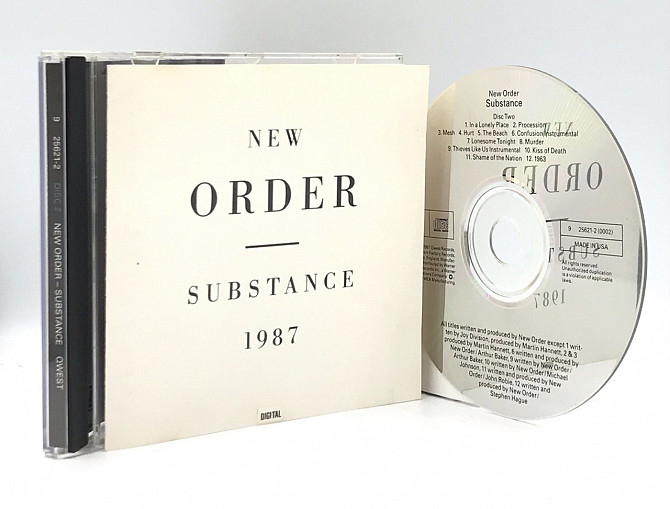 9 25621-2 DISC 2 NEW ORDER – SUBSTANCE QWEST
NEW
ORDER
SUBSTANCE
1987
DIGITAL
New Order
Substance
Disc Two
1. In a Lonely Place 2. Procession
3. Mesh 4. Hurt 5. The Beach 6. Confusion Instrumental
7. Lonesome Tonight 8. Murder
9. Thieves Like Us Instrumental 10. Kiss of Death
11. Shame of the Nation 12. 1963
NEW
ORDER
SUBST
1987
9 25621-2 (0002)
MADE IN USA
All rights reserved.
Unauthorized duplication
is a violation of applicable
laws.
All titles written and produced by New Order except 1 writ-
ten by Joy Division, produced by Martin Hannett, 2 & 3
produced by Martin Hannett, 6 written and produced by
New Order/Arthur Baker, 9 written by New Order/
Arthur Baker, 10 written by New Order/Michael
Johnson, 11 written and produced by New
Order/John Robie, 12 written and
produced by New Order/
Stephen Hague